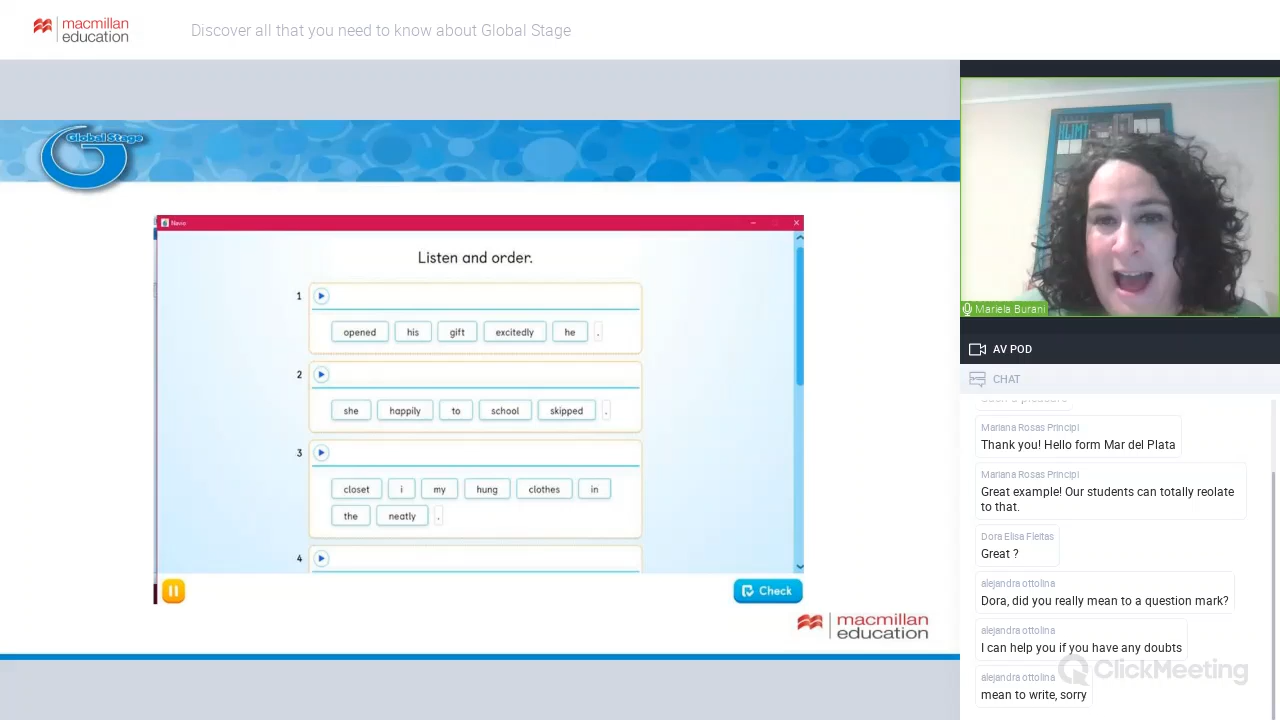 macmillan
education
Discover all that you need to know about Global Stage
Global Stage
Navio
Listen and order.
1
opened his gift excitedly he .
2
she happily to school skipped .
3
closet i my hung clothes in
the neatly .
4
Check
macmillan
education
Mariela Burani
AV POD
CHAT
Such a pleasure
Mariana Rosas Principi
Thank you! Hello form Mar del Plata
Mariana Rosas Principi
Great example! Our students can totally reolate
to that.
Dora Elisa Fleitas
Great ?
alejandra ottolina
Dora, did you really mean to a question mark?
alejandra ottolina
I can help you if you have any doubts
alejandra ottolina
mean to write, sorry
ClickMeeting